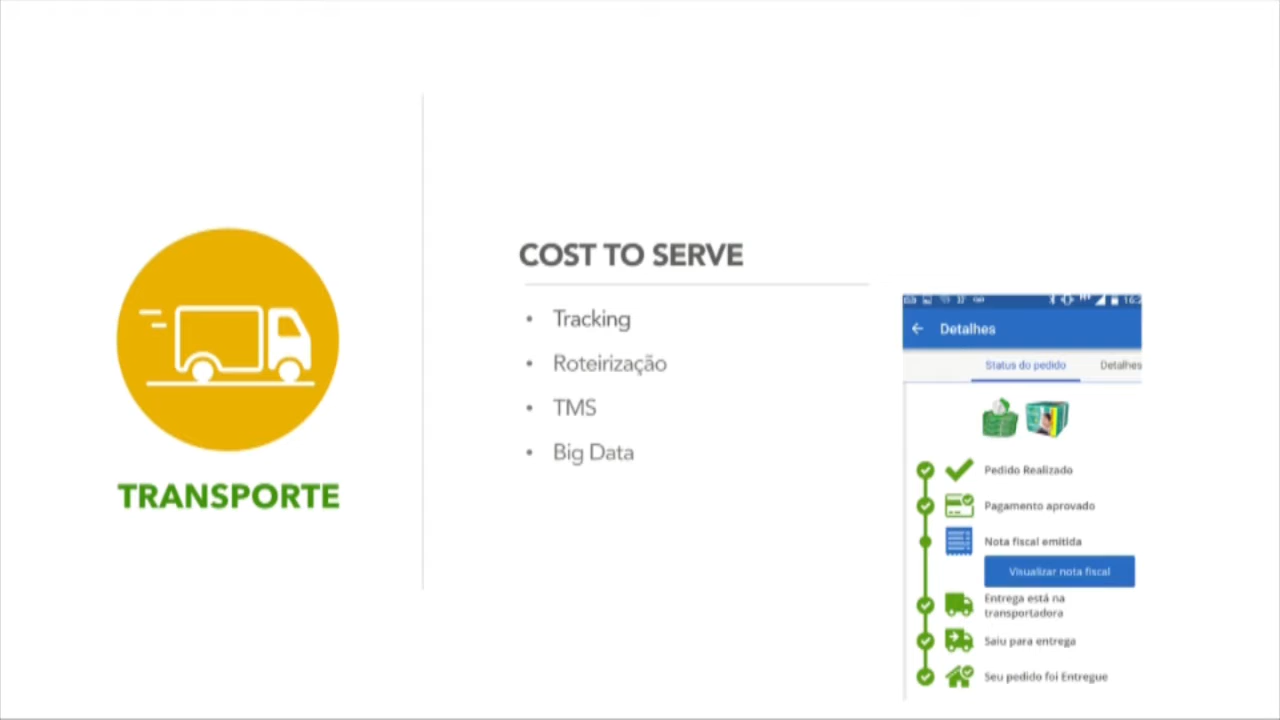 TRANSPORTE
COST TO SERVE
• Tracking
• Roteirização
• TMS
• Big Data
Detalhes
Status do pedido
Detalhes
Pedido Realizado
Pagamento aprovado
Nota fiscal emitida
Visualizar nota fiscal
Entrega está na
transportadora
Saiu para entrega
Seu pedido foi Entregue